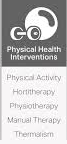 Physical Health
Interventions
Physical Activity
Hortitherapy
Physiotherapy
Manual Therapy
Thermalism